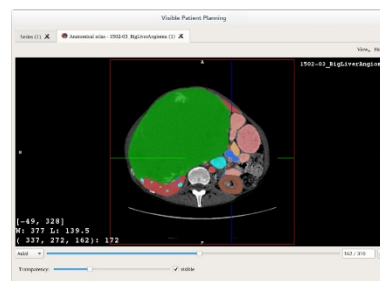 Visible Patient Planning
Series (1) ✗ Anatomical atlas - 1502-03_BigLiverAngioma (1) ✗
View,
A
1502-03_BigLiverAngioma
R
[-49, 328]
W: 377 L: 139.5
( 337, 272, 162): 172
P
Axial
162 / 310
Transparency:
visible